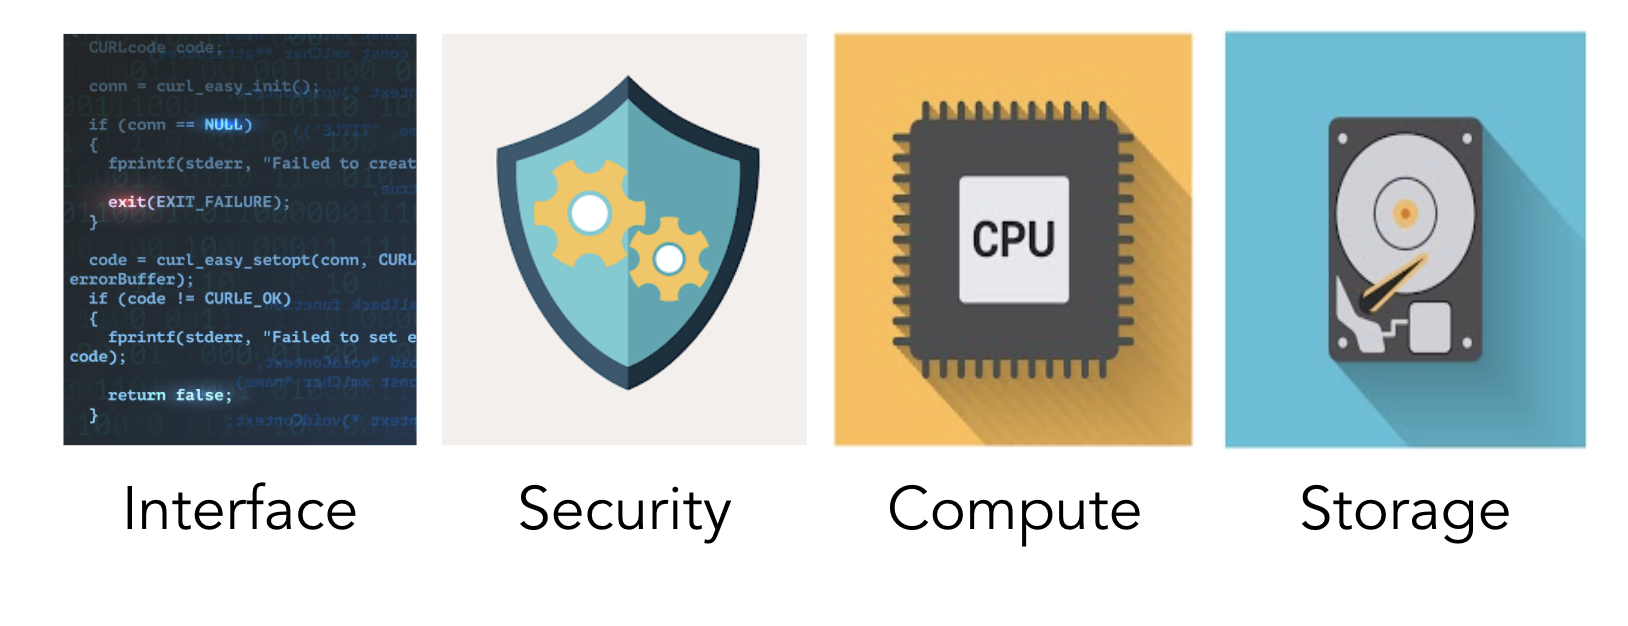 CURLcode code;
conn = curl_easy_init();
if (conn == NULL)
{
fprintf(stderr, "Failed to creat
exit(EXIT_FAILURE);
}
code = curl_easy_setopt(conn, CURL
errorBuffer);
if (code != CURLE_OK)
{
fprintf(stderr, "Failed to set e
code);
return false;
}
CPU
Interface
Security
Compute
Storage